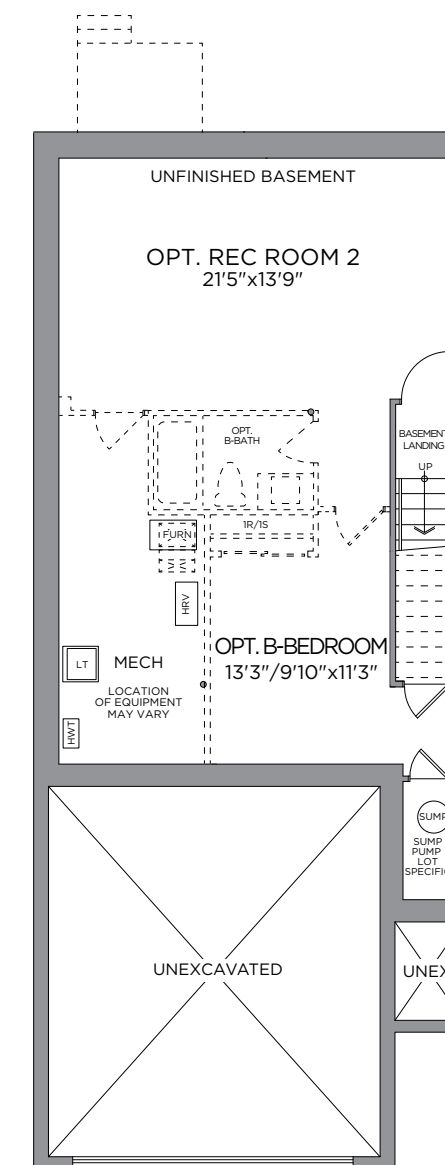 UNFINISHED BASEMENT
OPT. REC ROOM 2
21'5"x13'9"
OPT.
B-BATH
BASEMENT
LANDING
UP
1R/1S
FURN
HRV
OPT. B-BEDROOM
13'3"/9'10"x11'3"
LT
MECH
LOCATION
OF EQUIPMENT
MAY VARY
HWT
SUMP
SUMP
PUMP
LOT
SPECIFI
UNEXCAVATED
UNEX